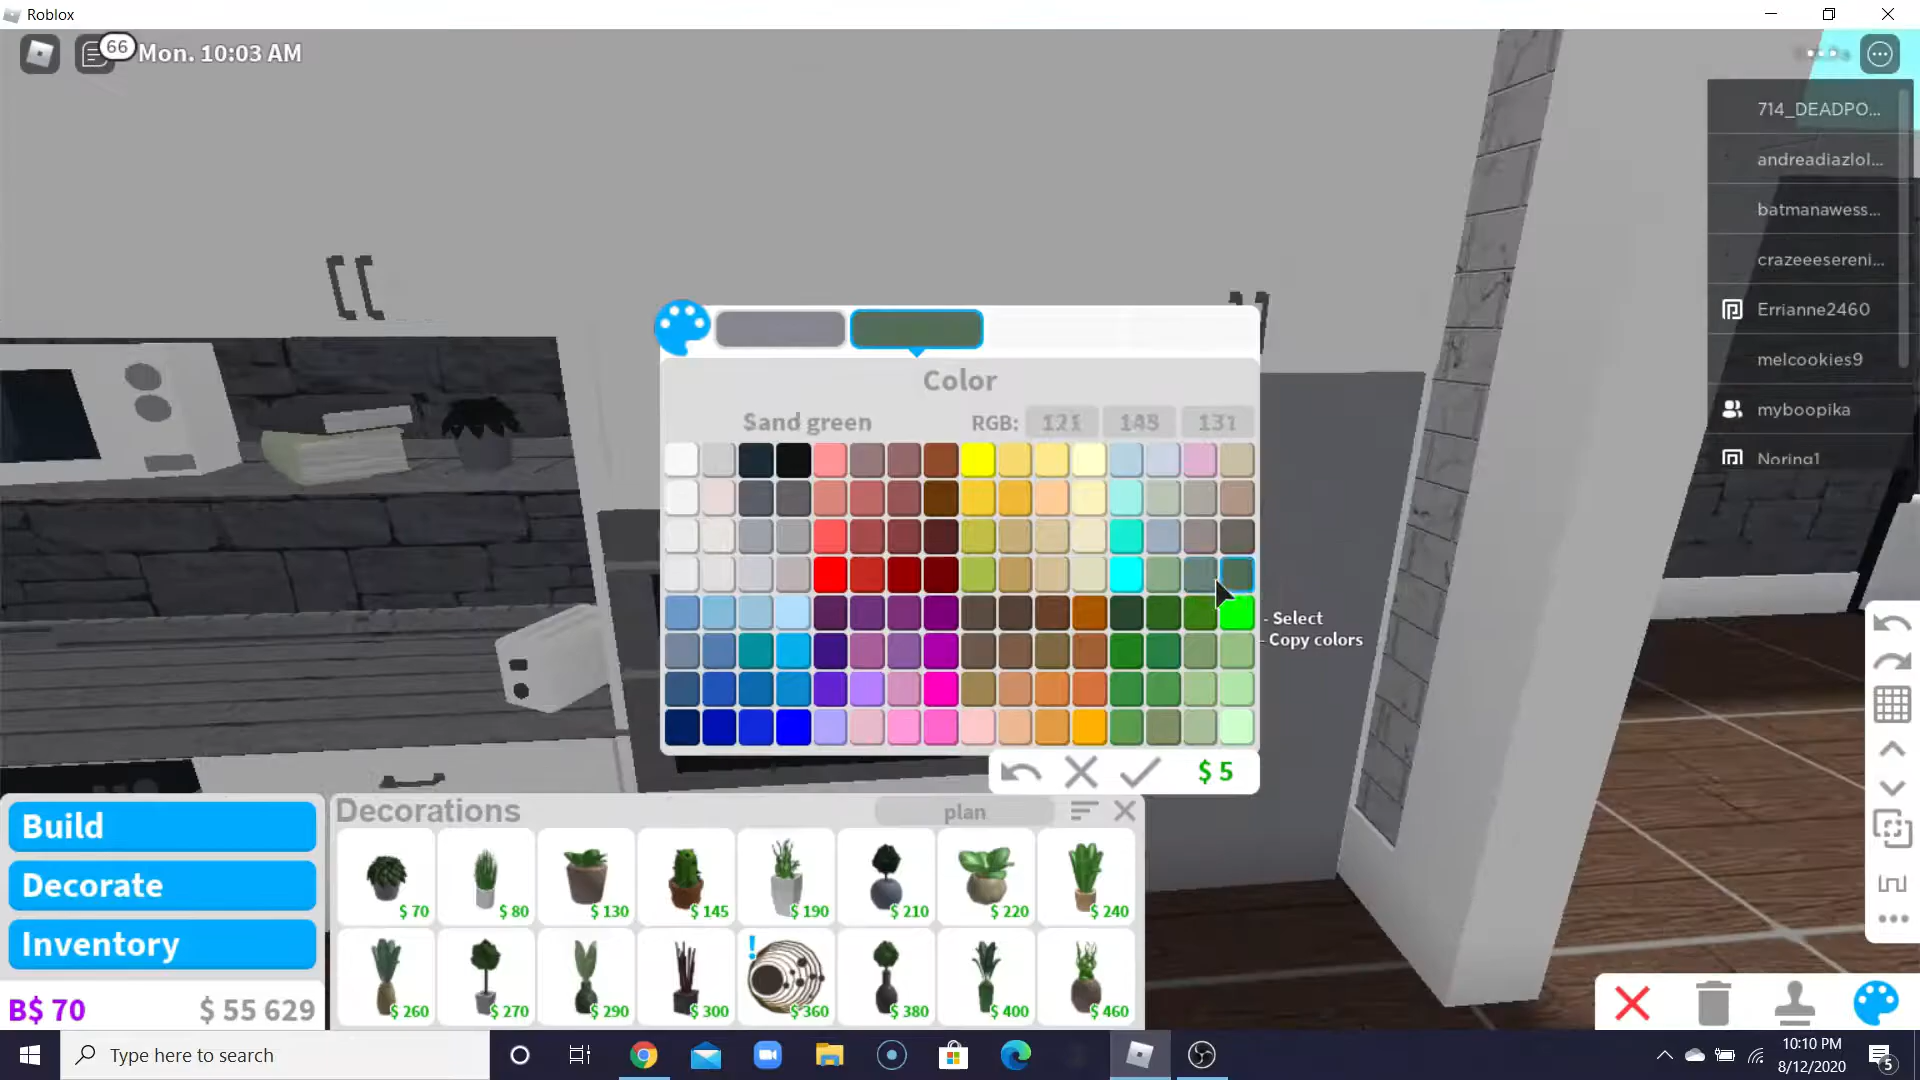 Roblox
66
Mon. 10:03 AM
714_DEADPO...
andreadiazlol...
batmanawess...
crazeeesereni...
Errianne2460
melcookies9
myboopika
Noring1
Color
Sand green
RGB: 121
131
- Select
- Copy colors
$ 5
Build
Decorate
Inventory
B$ 70
$ 55 629
Decorations
plan
$ 70
$ 80
$ 130
$ 145
$ 190
$ 210
$ 220
$ 240
!
$ 260
$ 270
$ 290
$ 300
$ 360
$ 380
$ 400
$ 460
Type here to search
10:10 PM
8/12/2020
5